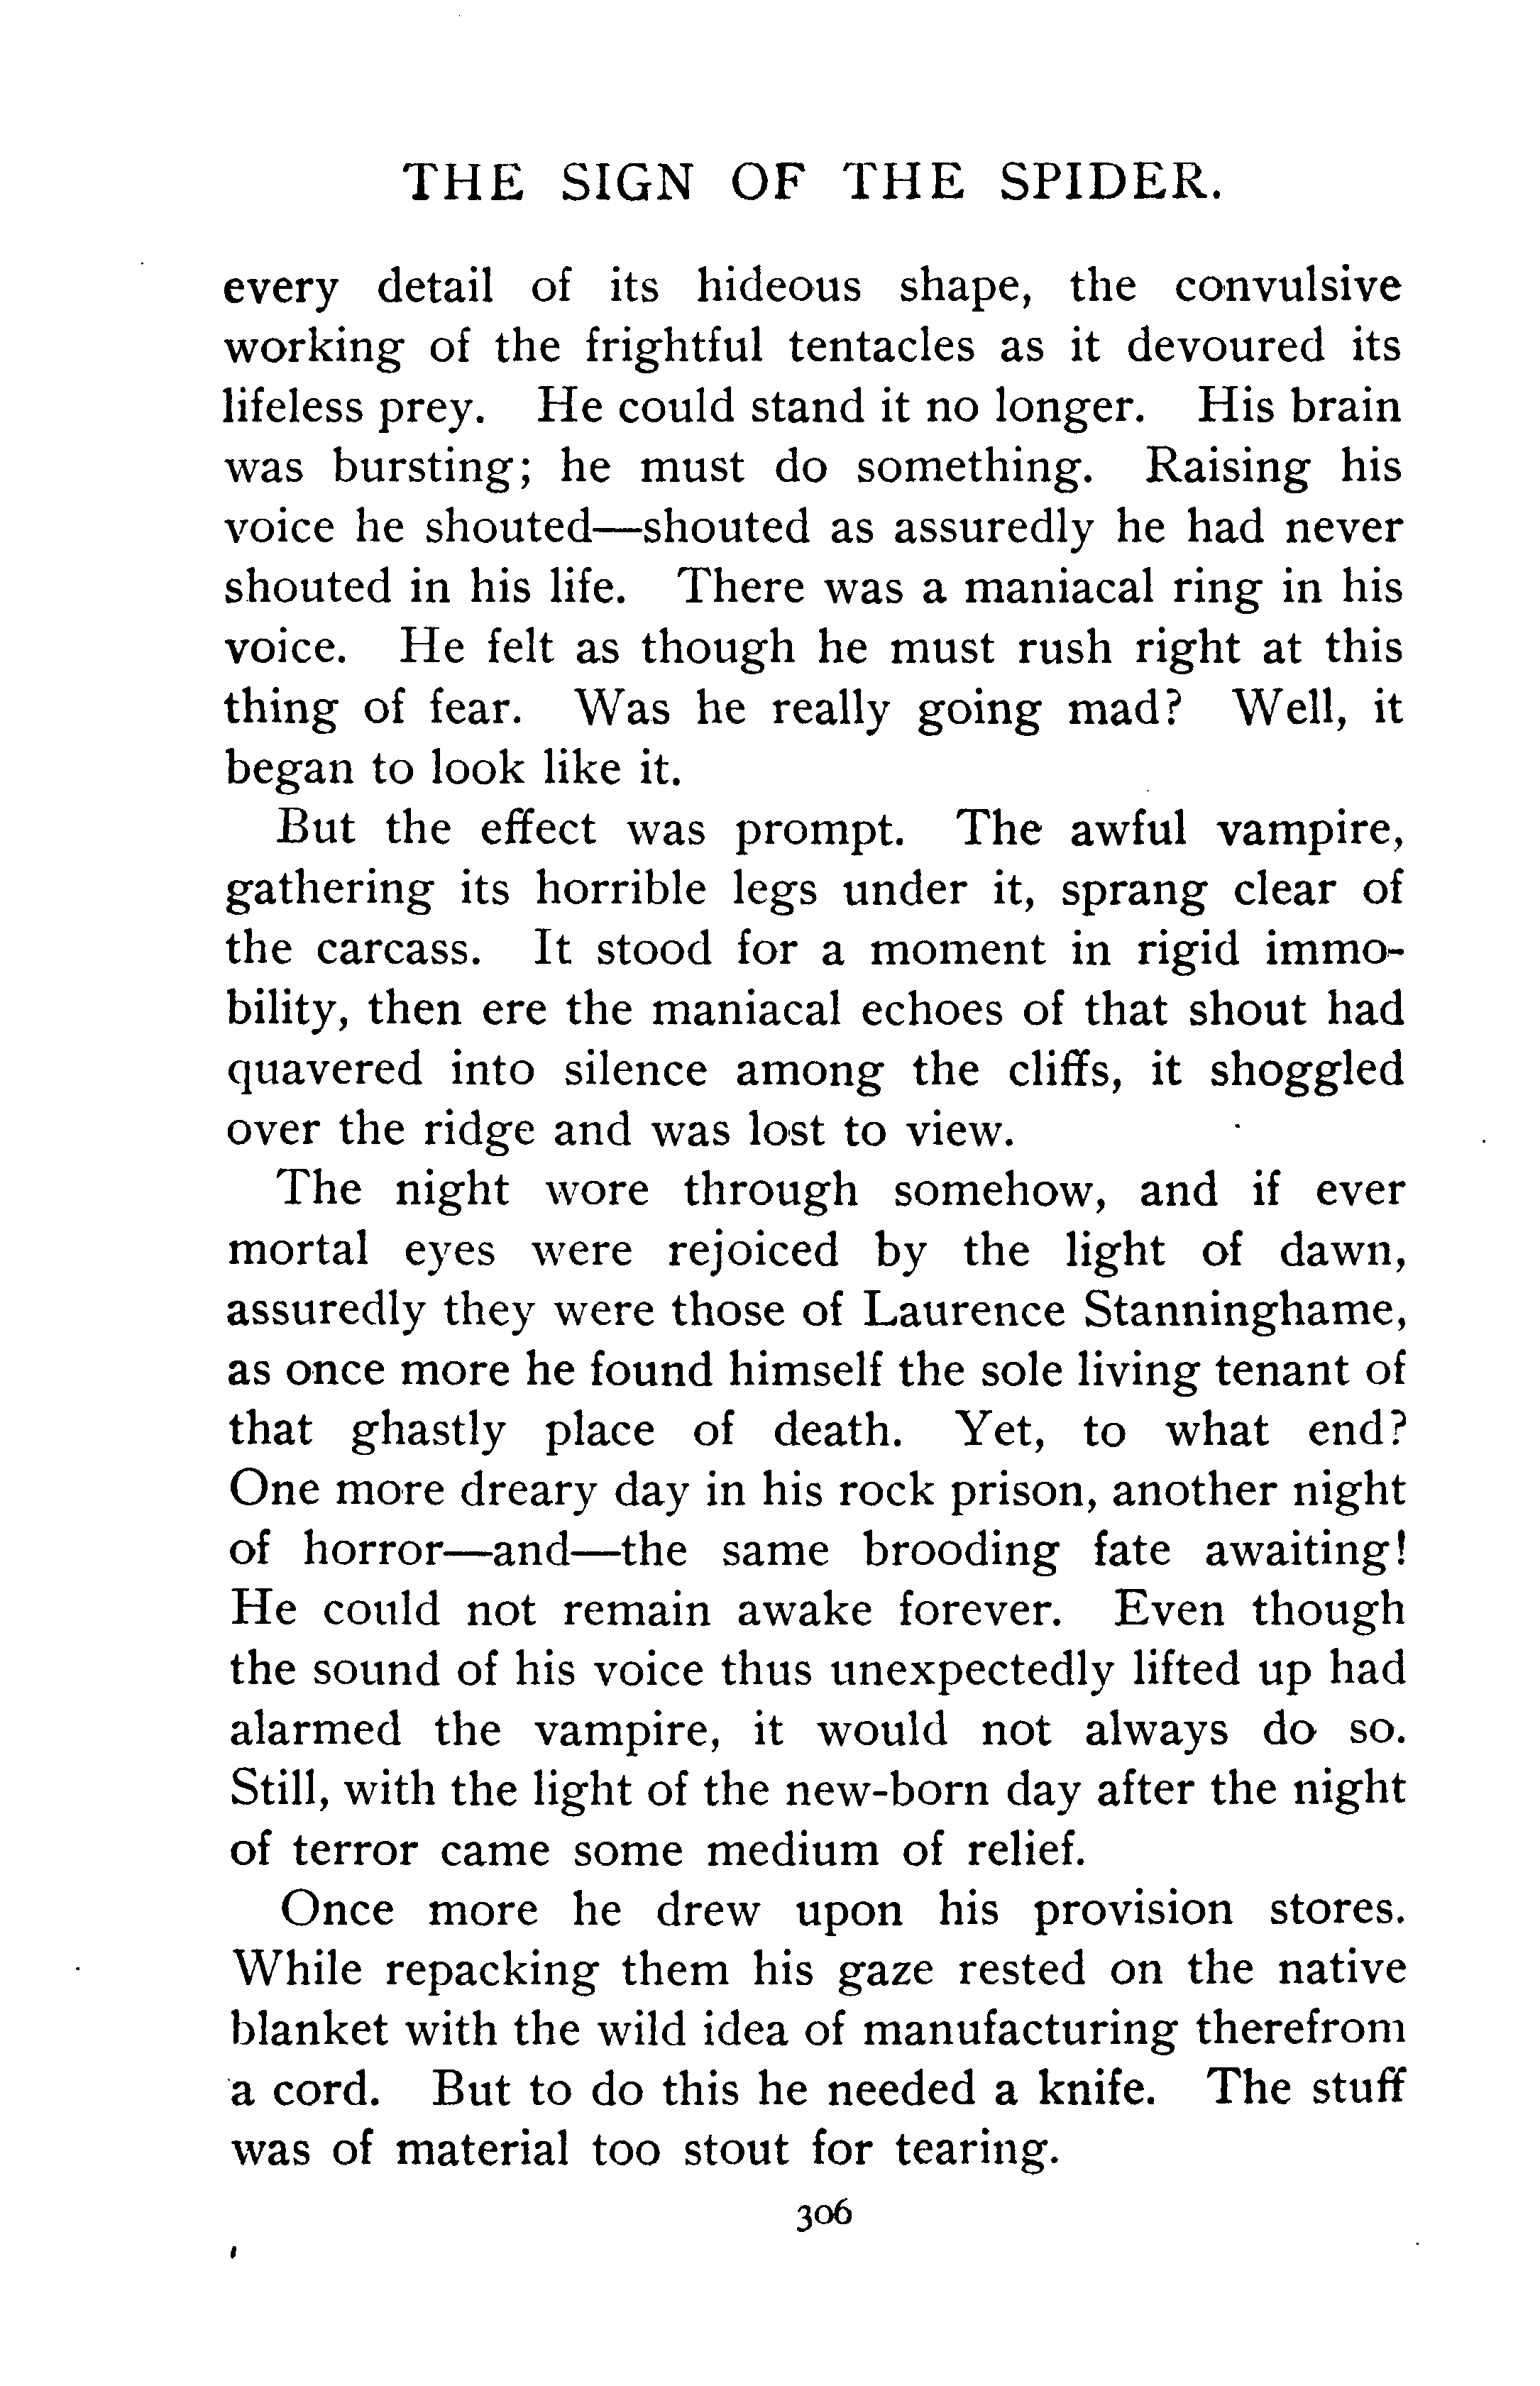 THE SIGN OF THE SPIDER.
every detail of its hideous shape, the convulsive
working of the frightful tentacles as it devoured its
lifeless prey. He could stand it no longer. His brain
was bursting; he must do something. Raising his
voice he shouted—shouted as assuredly he had never
shouted in his life. There was a maniacal ring in his
voice. He felt as though he must rush right at this
thing of fear. Was he really going mad? Well, it
began to look like it.
But the effect was prompt. The awful vampire,
gathering its horrible legs under it, sprang clear of
the carcass. It stood for a moment in rigid immo-
bility, then ere the maniacal echoes of that shout had
quavered into silence among the cliffs, it shoggled
over the ridge and was lost to view.
The night wore through somehow, and if ever
mortal eyes were rejoiced by the light of dawn,
assuredly they were those of Laurence Stanninghame,
as once more he found himself the sole living tenant of
that ghastly place of death. Yet, to what end?
One more dreary day in his rock prison, another night
of horror—and—the same brooding fate awaiting!
He could not remain awake forever. Even though
the sound of his voice thus unexpectedly lifted up had
alarmed the vampire, it would not always do so.
Still, with the light of the new-born day after the night
of terror came some medium of relief.
Once more he drew upon his provision stores.
While repacking them his gaze rested on the native
blanket with the wild idea of manufacturing therefrom
a cord. But to do this he needed a knife. The stuff
was of material too stout for tearing.
306